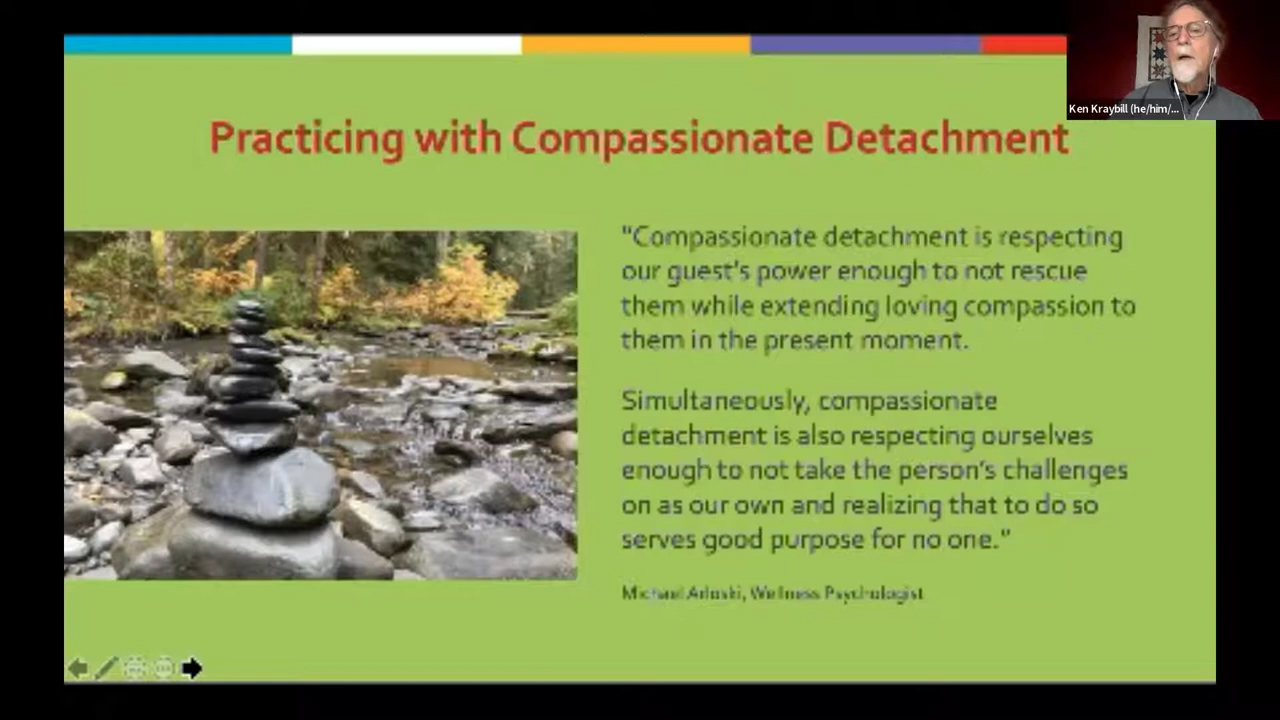 Ken Kraybill (he/him/...
Practicing with Compassionate Detachment
"Compassionate detachment is respecting
our guest's power enough to not rescue
them while extending loving compassion to
them in the present moment.
Simultaneously, compassionate
detachment is also respecting ourselves
enough to not take the person's challenges
on as our own and realizing that to do so
serves good purpose for no one."
Michael Arloski, Wellness Psychologist